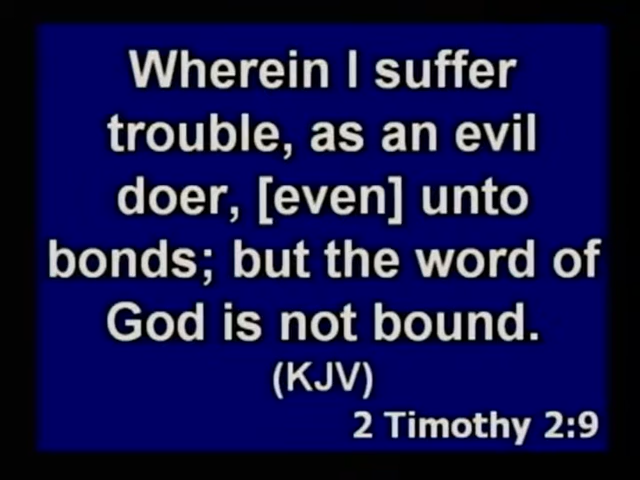 Wherein I suffer
trouble, as an evil
doer, [even] unto
bonds; but the word of
God is not bound.
(KJV)
2 Timothy 2:9